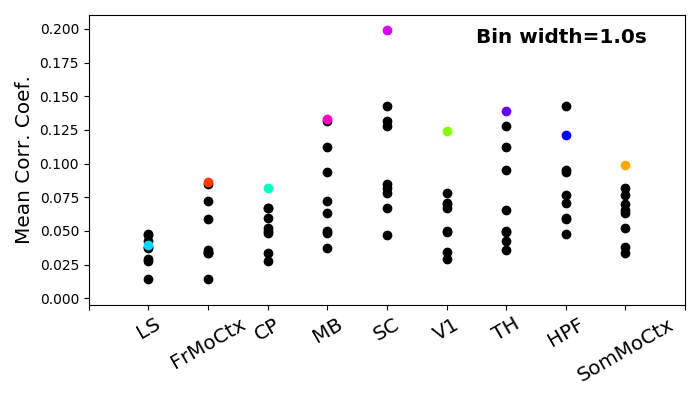 Bin width=1.0s
Mean Corr. Coef.
0.200
0.175
0.150
0.125
0.100
0.075
0.050
0.025
0.000
LS
FrMoCtx
CP
MB
SC
V1
TH
HPF
SomMoCtx